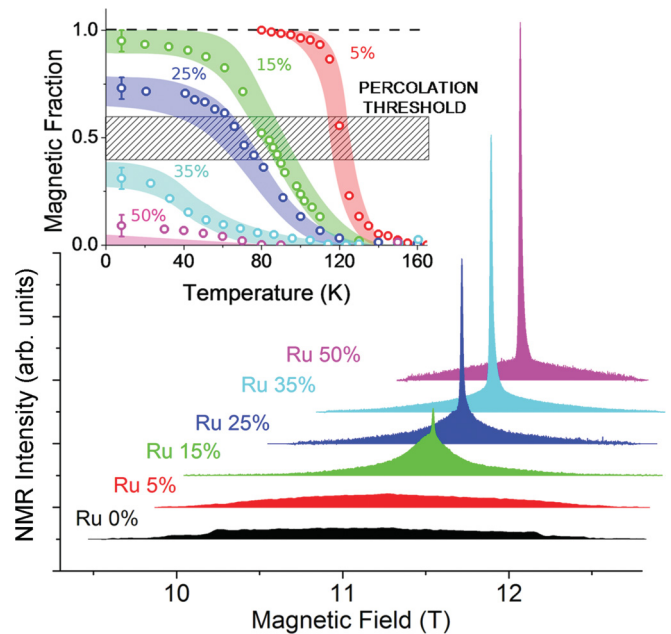 1.0
0.5
0.0
Magnetic Fraction
5%
15%
25%
35%
50%
PERCOLATION
THRESHOLD
0
40
80
120
160
Temperature (K)
NMR Intensity (arb. units)
Ru 50%
Ru 35%
Ru 25%
Ru 15%
Ru 5%
Ru 0%
10
11
12
Magnetic Field (T)